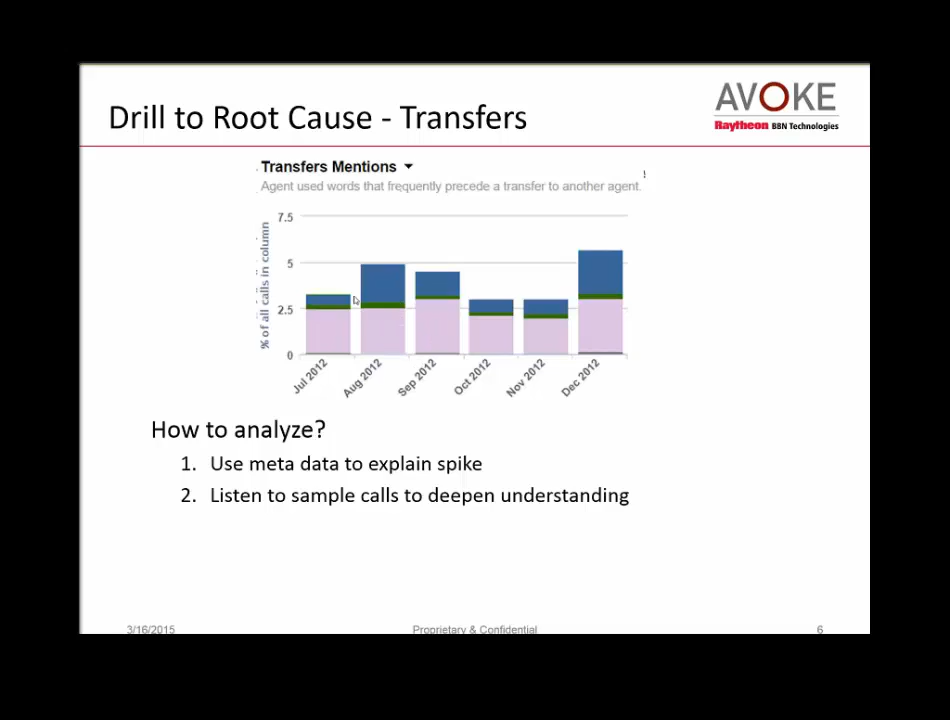 Drill to Root Cause - Transfers
AVOKE
Raytheon BBN Technologies
Transfers Mentions
Agent used words that frequently precede a transfer to another agent.
% of all calls in column
7.5
5
2.5
0
Jul 2012
Aug 2012
Sep 2012
Oct 2012
Nov 2012
Dec 2012
How to analyze?
1. Use meta data to explain spike
2. Listen to sample calls to deepen understanding
3/16/2015
Proprietary & Confidential
6